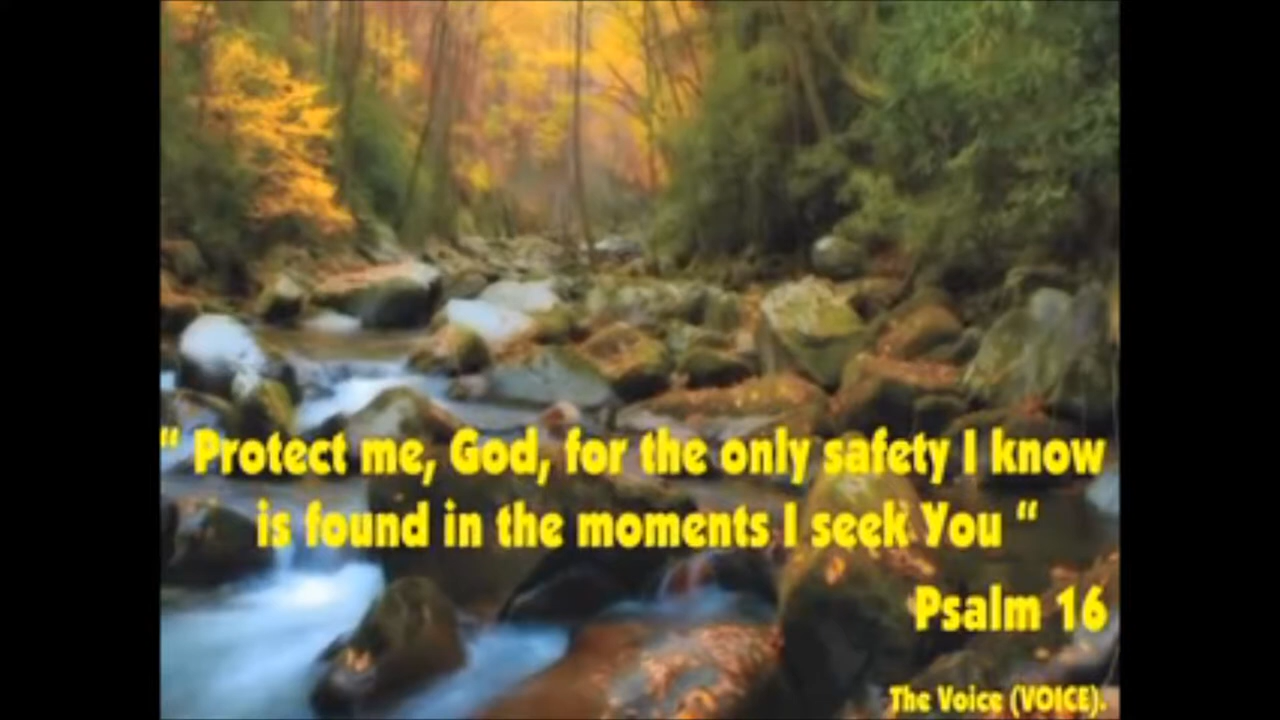 “ Protect me, God, for the only safety I know
is found in the moments I seek You “
Psalm 16
The Voice (VOICE).